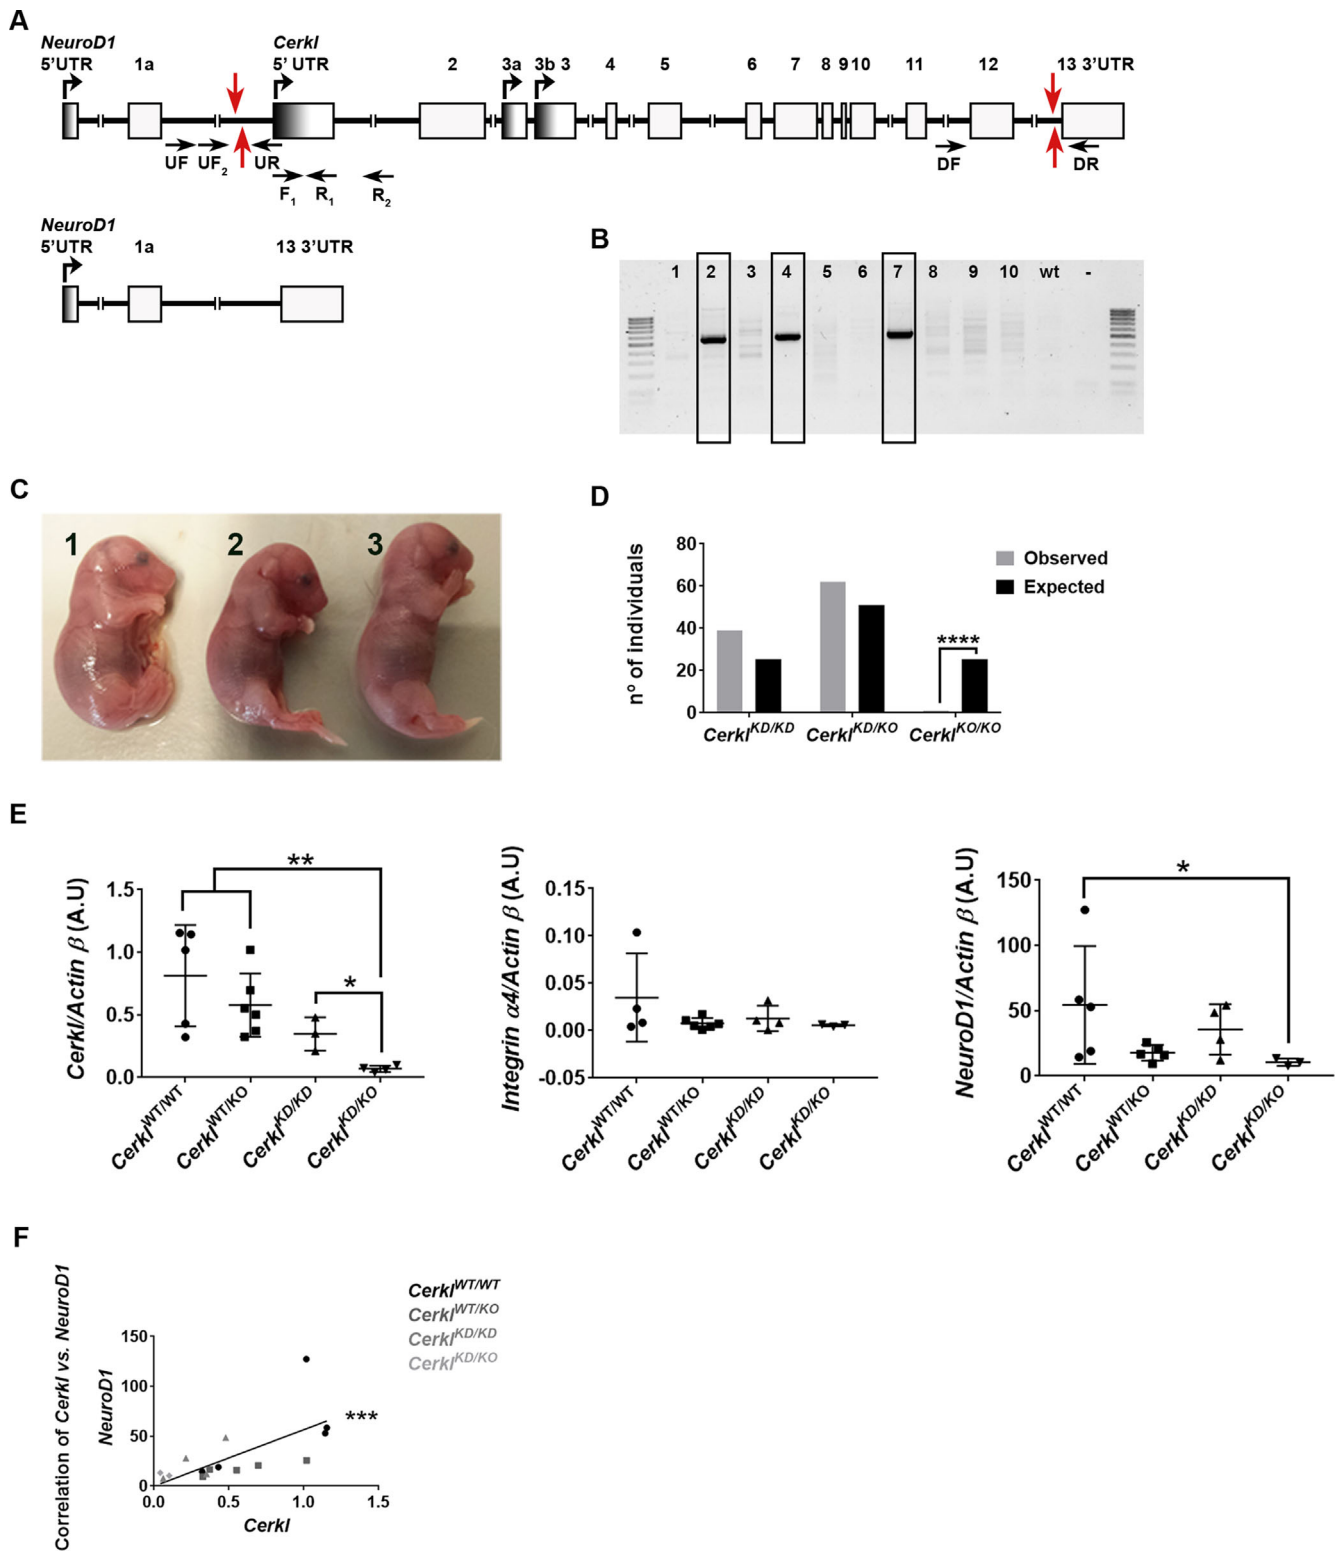 A
NeuroD1 Cerkl
5'UTR 1a 5' UTR 2 3a 3b 3 4 5 6 7 8 9 10 11 12 13 3'UTR
UF UF2 UR DF DR
F1 R1 R2
NeuroD1
5'UTR 1a 13 3'UTR
B
1 2 3 4 5 6 7 8 9 10 wt -
C
1 2 3
D
nº of individuals
80
60
40
20
0
Observed
Expected
****
CerklKD/KD CerklKD/KO CerklKO/KO
E
Cerkl/Actin β (A.U)
1.5
1.0
0.5
0.0
**
*
CerklWT/WT
CerklWT/KO
CerklKD/KD
CerklKD/KO
Integrin α4/Actin β (A.U)
0.15
0.10
0.05
0.00
-0.05
CerklWT/WT
CerklWT/KO
CerklKD/KD
CerklKD/KO
NeuroD1/Actin β (A.U)
150
100
50
0
*
CerklWT/WT
CerklWT/KO
CerklKD/KD
CerklKD/KO
F
Correlation of Cerkl vs. NeuroD1
NeuroD1
150
100
50
0
0.0 0.5 1.0 1.5
Cerkl
***
CerklWT/WT
CerklWT/KO
CerklKD/KD
CerklKD/KO